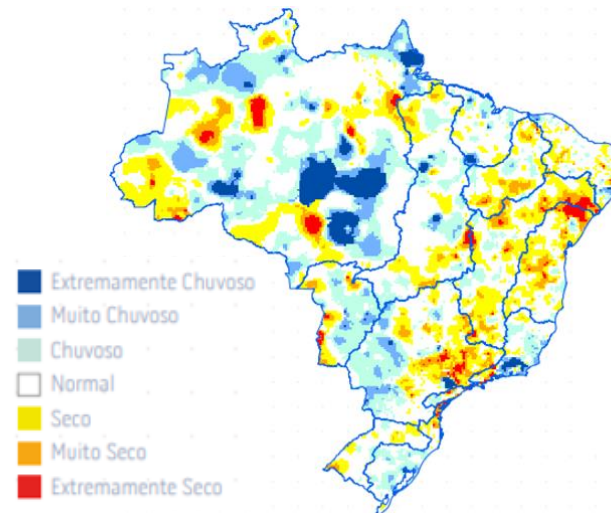 Extremamente Chuvoso
Muito Chuvoso
Chuvoso
Normal
Seco
Muito Seco
Extremamente Seco